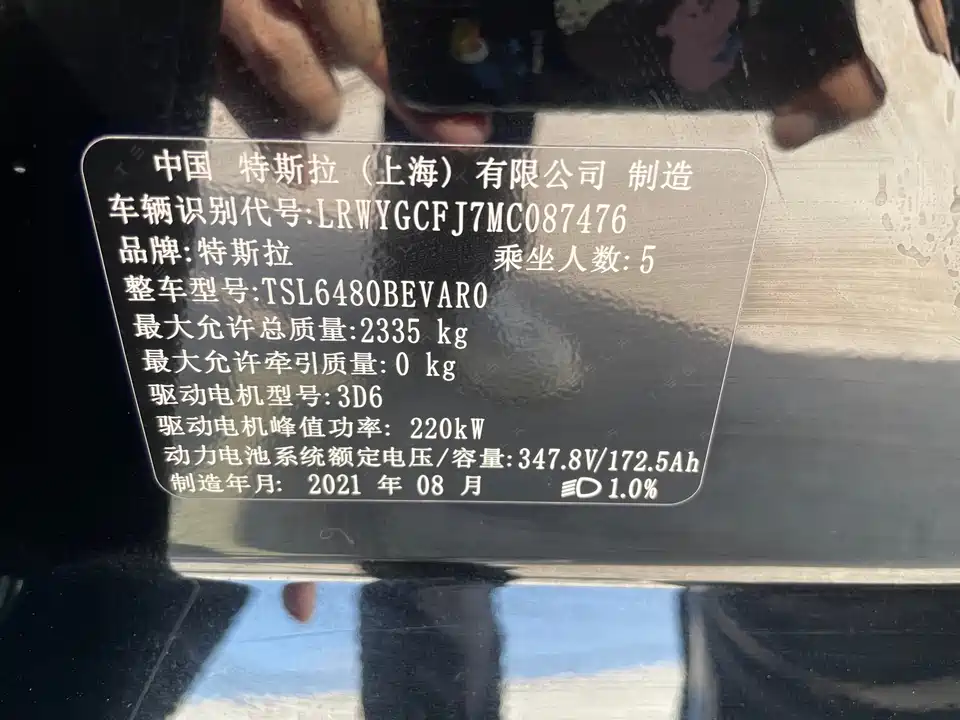 中国 特斯拉（上海）有限公司 制造
车辆识别代号:LRWYGCFJ7MC087476
品牌:特斯拉 乘坐人数:5
整车型号:TSL6480BEVAR0
最大允许总质量:2335 kg
最大允许牵引质量:0 kg
驱动电机型号:3D6
驱动电机峰值功率: 220kW
动力电池系统额定电压/容量:347.8V/172.5Ah
制造年月: 2021 年 08 月 1.0%